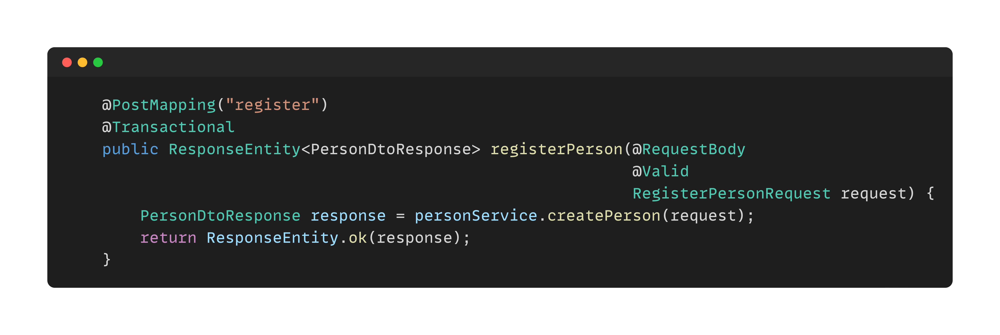 @PostMapping("register")
@Transactional
public ResponseEntity<PersonDtoResponse> registerPerson(@RequestBody
@Valid
RegisterPersonRequest request) {
PersonDtoResponse response = personService.createPerson(request);
return ResponseEntity.ok(response);
}